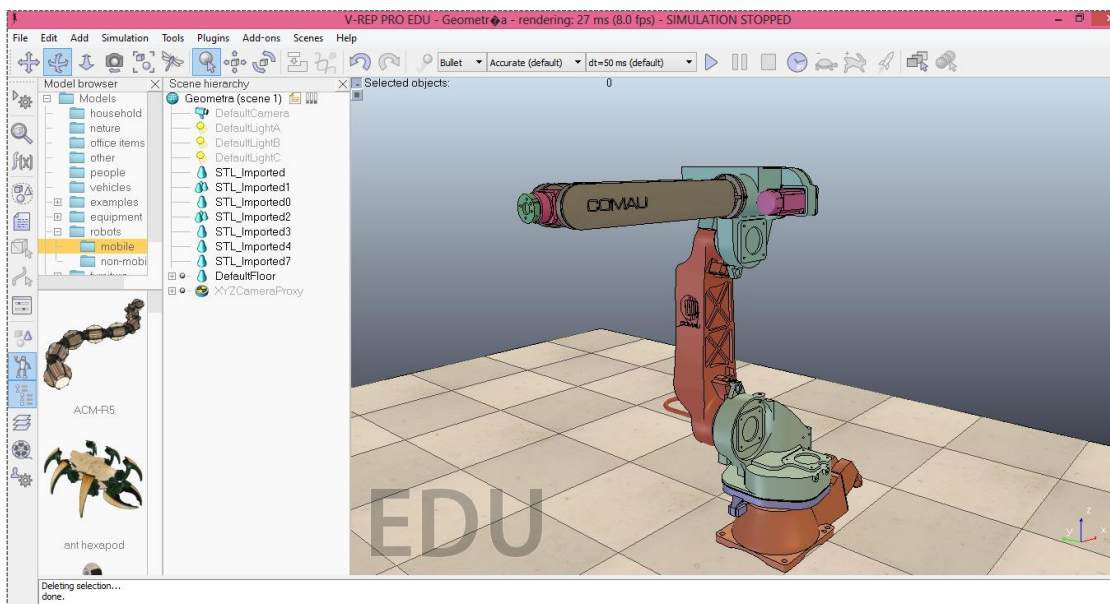 V-REP PRO EDU - Geometr�a - rendering: 27 ms (8.0 fps) - SIMULATION STOPPED
File Edit Add Simulation Tools Plugins Add-ons Scenes Help
Bullet Accurate (default) dt=50 ms (default)
Model browser
Models
household
nature
office items
other
people
vehicles
examples
equipment
robots
mobile
non-mobi
ACM-R5
ant hexapod
Scene hierarchy
Geometra (scene 1)
DefaultCamera
DefaultLightA
DefaultLightB
DefaultLightC
STL_Imported
STL_Imported1
STL_Imported0
STL_Imported2
STL_Imported3
STL_Imported4
STL_Imported7
DefaultFloor
XYZCameraProxy
Selected objects: 0
COMAU
COMAU
EDU
z
y x
f(x)
Deleting selection...
done.